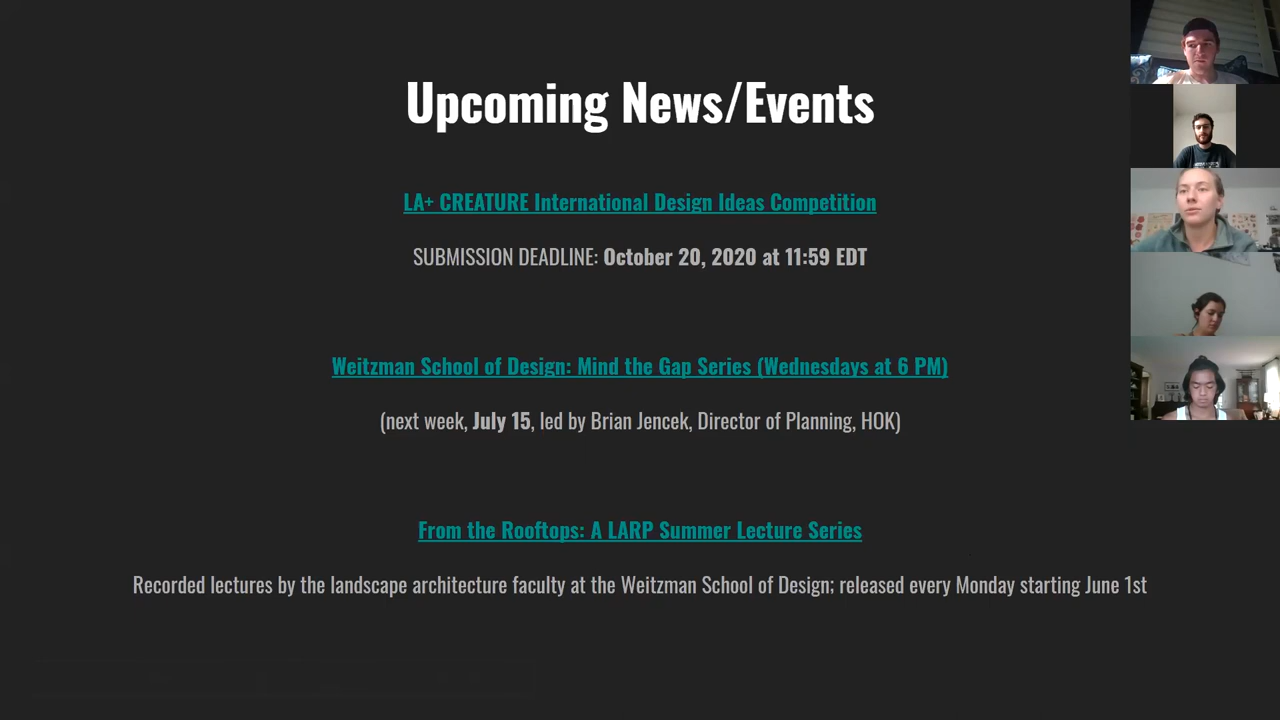 Upcoming News/Events
LA+ CREATURE International Design Ideas Competition
SUBMISSION DEADLINE: October 20, 2020 at 11:59 EDT
Weitzman School of Design: Mind the Gap Series (Wednesdays at 6 PM)
(next week, July 15, led by Brian Jencek, Director of Planning, HOK)
From the Rooftops: A LARP Summer Lecture Series
Recorded lectures by the landscape architecture faculty at the Weitzman School of Design; released every Monday starting June 1st